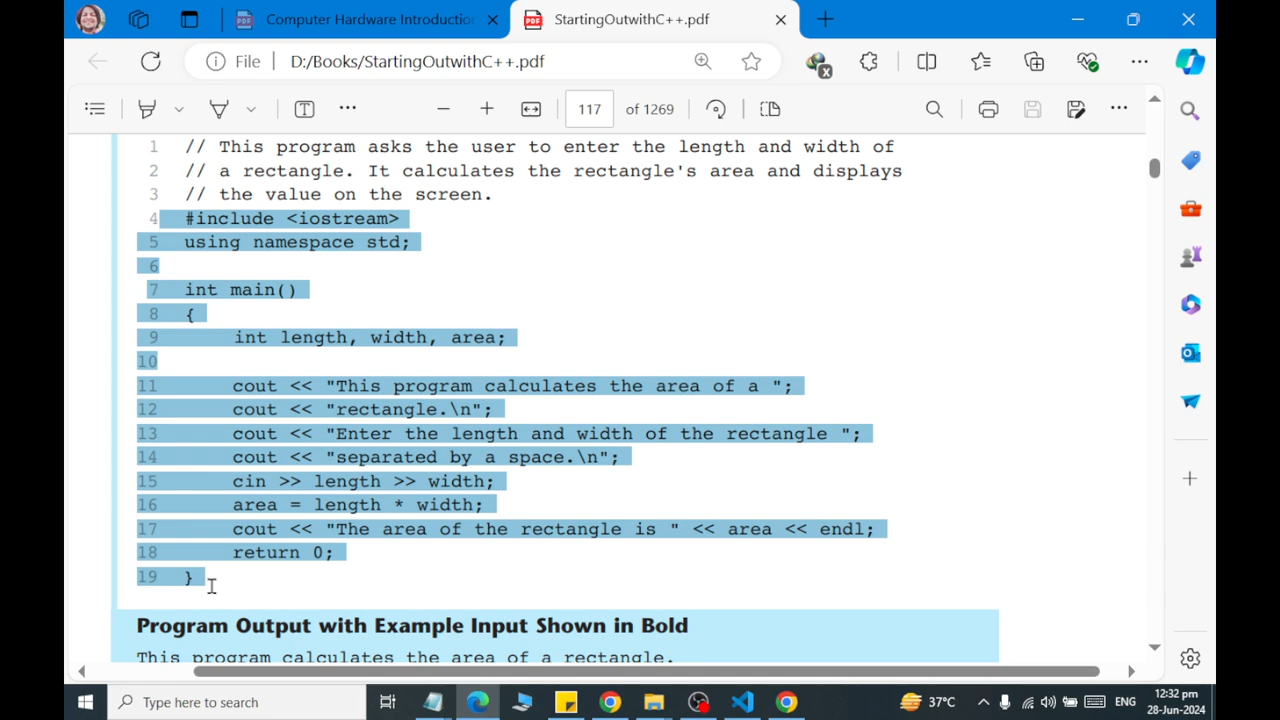 Computer Hardware Introductio
StartingOutwithC++.pdf
File
D:/Books/StartingOutwithC++.pdf
117 of 1269
1 // This program asks the user to enter the length and width of
2 // a rectangle. It calculates the rectangle's area and displays
3 // the value on the screen.
4 #include <iostream>
5 using namespace std;
6
7 int main()
8 {
9 int length, width, area;
10
11 cout << "This program calculates the area of a ";
12 cout << "rectangle.\n";
13 cout << "Enter the length and width of the rectangle ";
14 cout << "separated by a space.\n";
15 cin >> length >> width;
16 area = length * width;
17 cout << "The area of the rectangle is " << area << endl;
18 return 0;
19 }
Program Output with Example Input Shown in Bold
This program calculates the area of a rectangle.
Type here to search
37°C
ENG
12:32 pm
28-Jun-2024